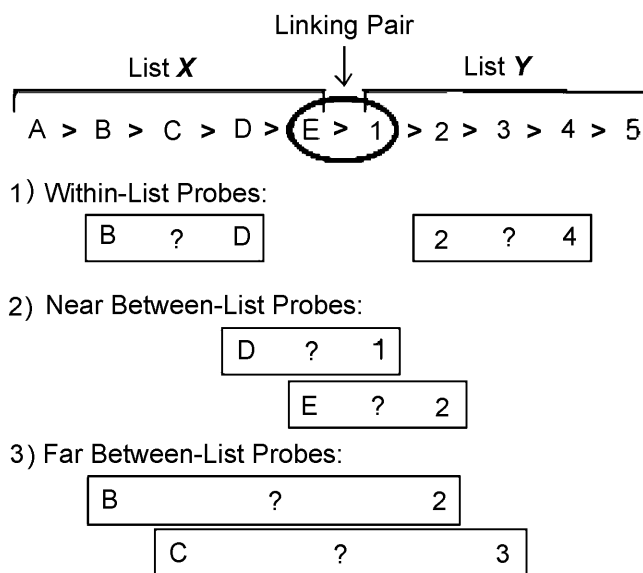 Linking Pair
List X
List Y
A > B > C > D > E > 1 > 2 > 3 > 4 > 5
1) Within-List Probes:
B ? D
2 ? 4
2) Near Between-List Probes:
D ? 1
E ? 2
3) Far Between-List Probes:
B ? 2
C ? 3